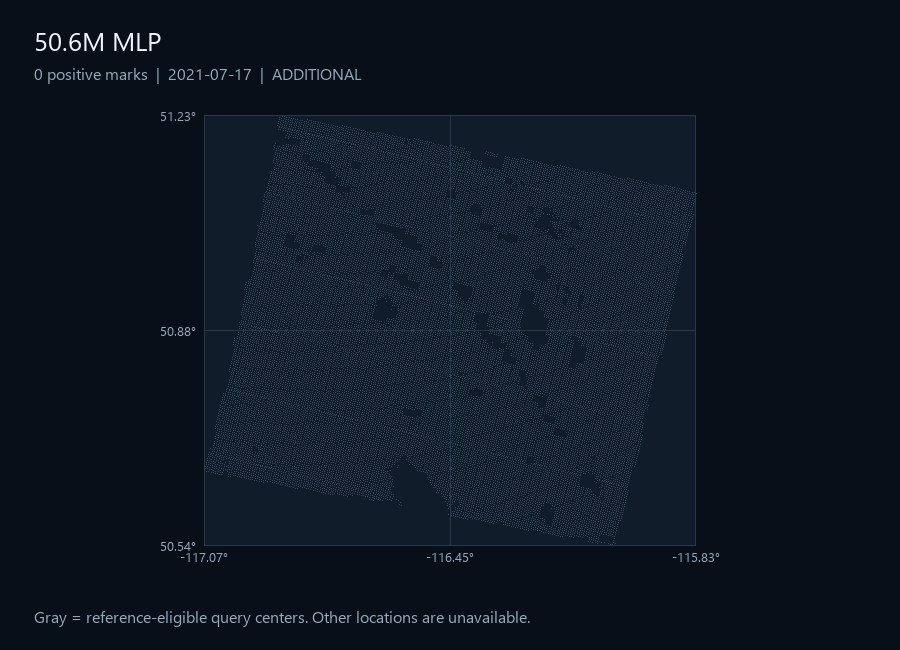 50.6M MLP
0 positive marks | 2021-07-17 | ADDITIONAL
51.23°
50.88°
50.54°
-117.07° -116.45° -115.83°
Gray = reference-eligible query centers. Other locations are unavailable.